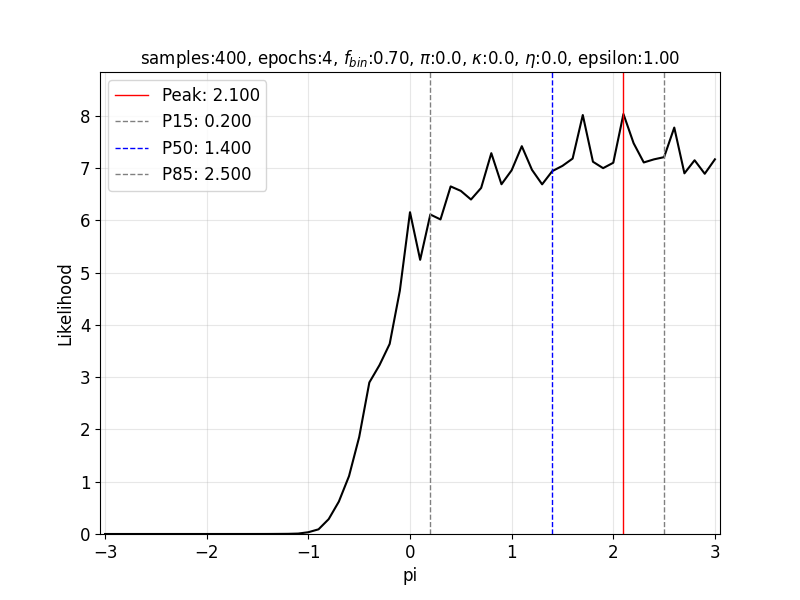 samples:400, epochs:4, f_bin:0.70, π:0.0, κ:0.0, η:0.0, epsilon:1.00
Peak: 2.100
P15: 0.200
P50: 1.400
P85: 2.500
8
7
6
5
4
3
2
1
0
Likelihood
−3 −2 −1 0 1 2 3
pi